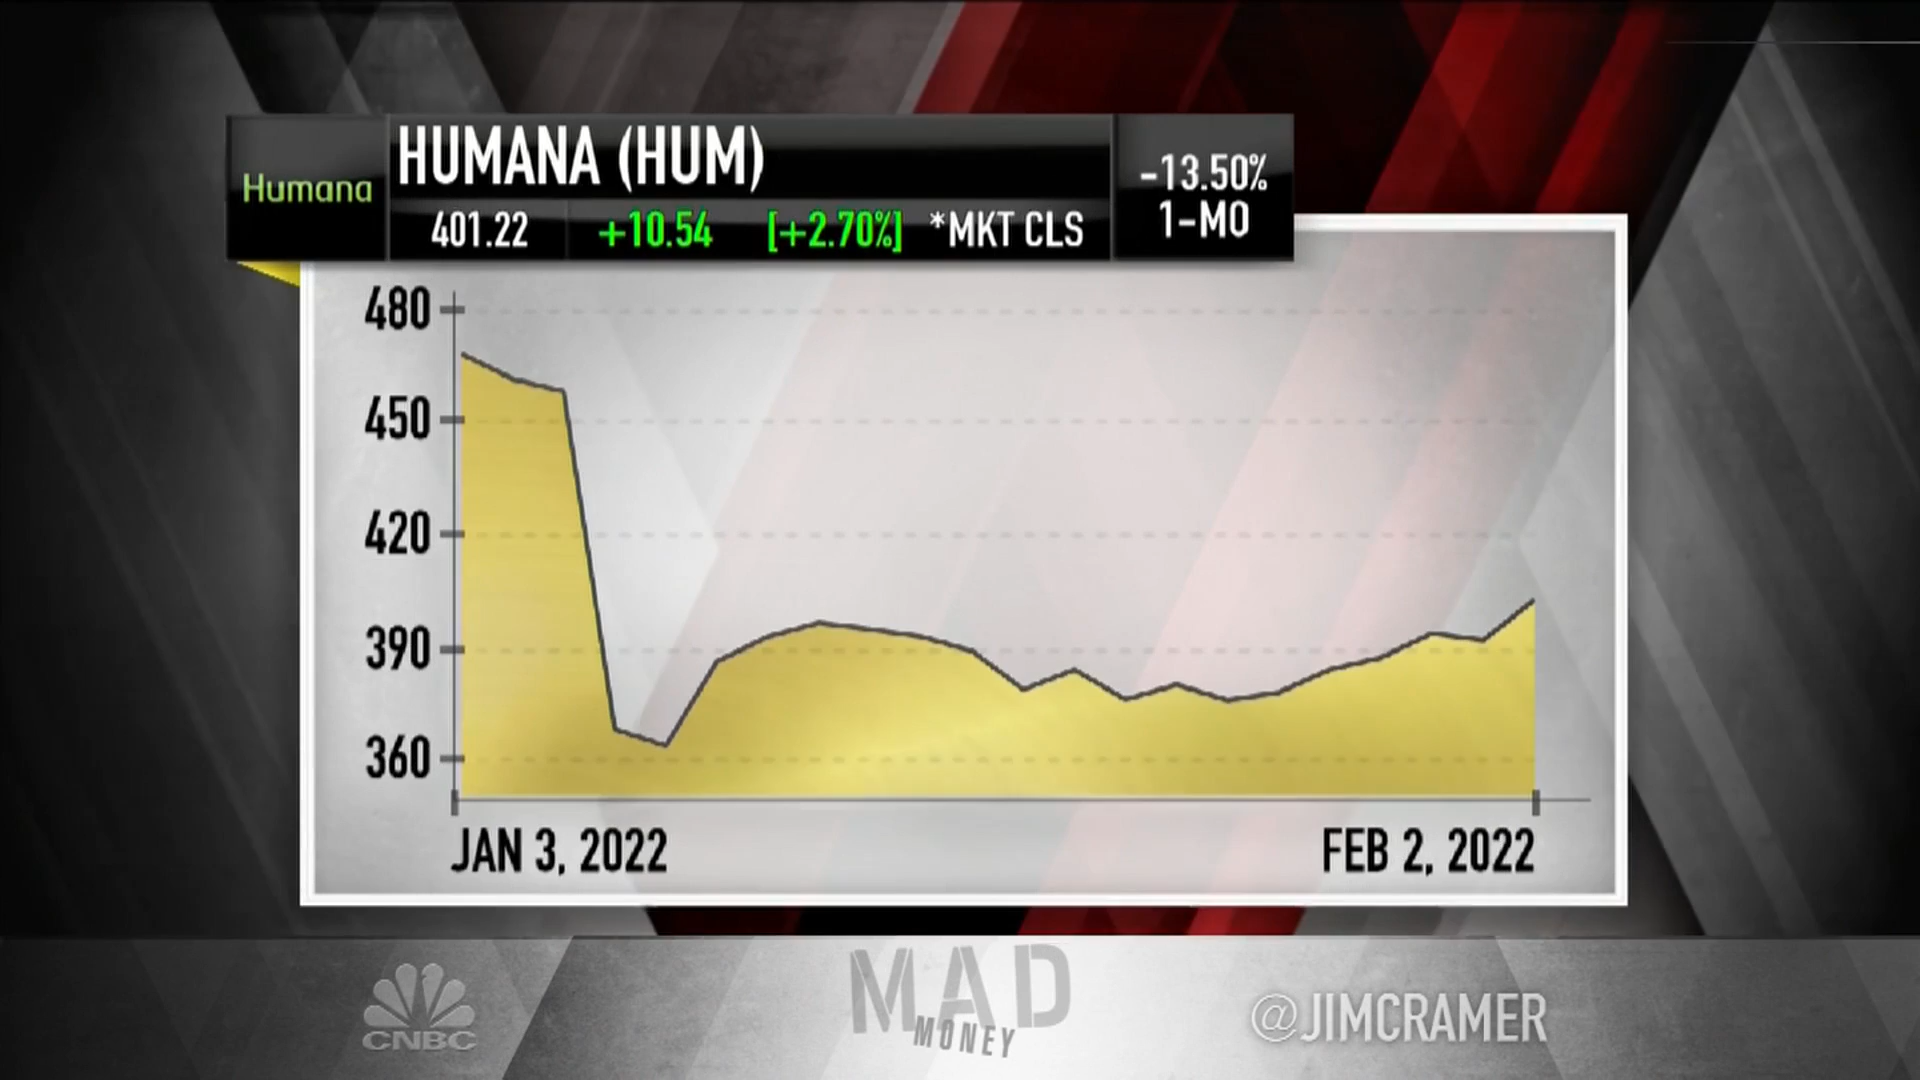 Humana
HUMANA (HUM)
401.22 +10.54 [+2.70%] *MKT CLS
-13.50%
1-MO
480
450
420
390
360
JAN 3, 2022 FEB 2, 2022
CNBC
MAD
MONEY
@JIMCRAMER